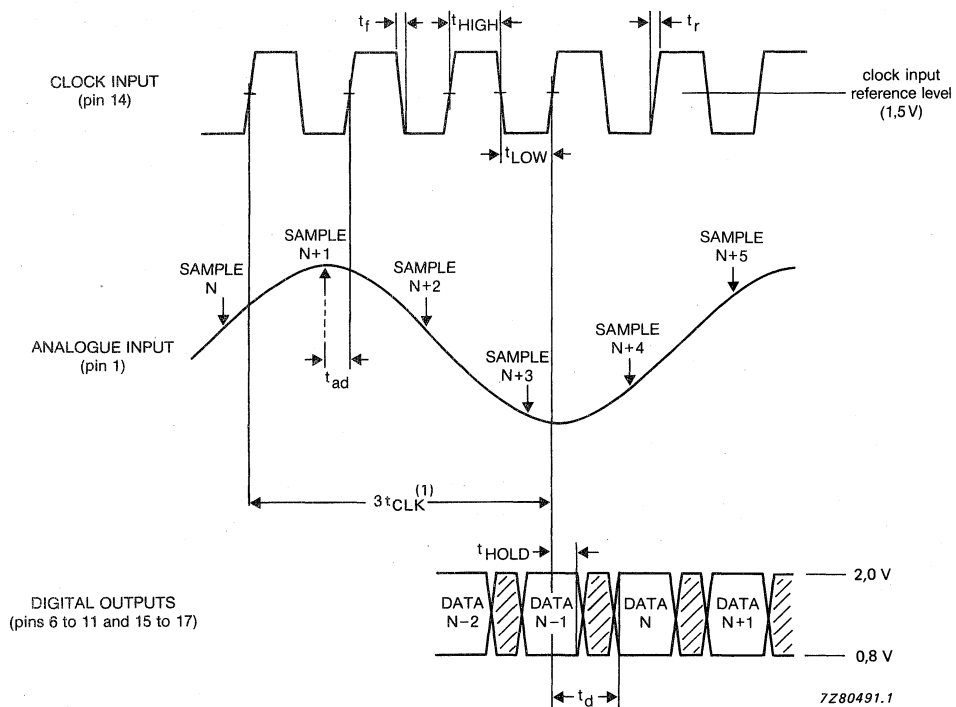 tf
tHIGH
tr
CLOCK INPUT
(pin 14)
clock input
reference level
(1,5 V)
tLOW
SAMPLE
N
SAMPLE
N+1
SAMPLE
N+2
SAMPLE
N+3
SAMPLE
N+4
SAMPLE
N+5
ANALOGUE INPUT
(pin 1)
tad
3tCLK(1)
tHOLD
2,0 V
DIGITAL OUTPUTS
(pins 6 to 11 and 15 to 17)
DATA
N-2
DATA
N-1
DATA
N
DATA
N+1
0,8 V
td
7Z80491.1